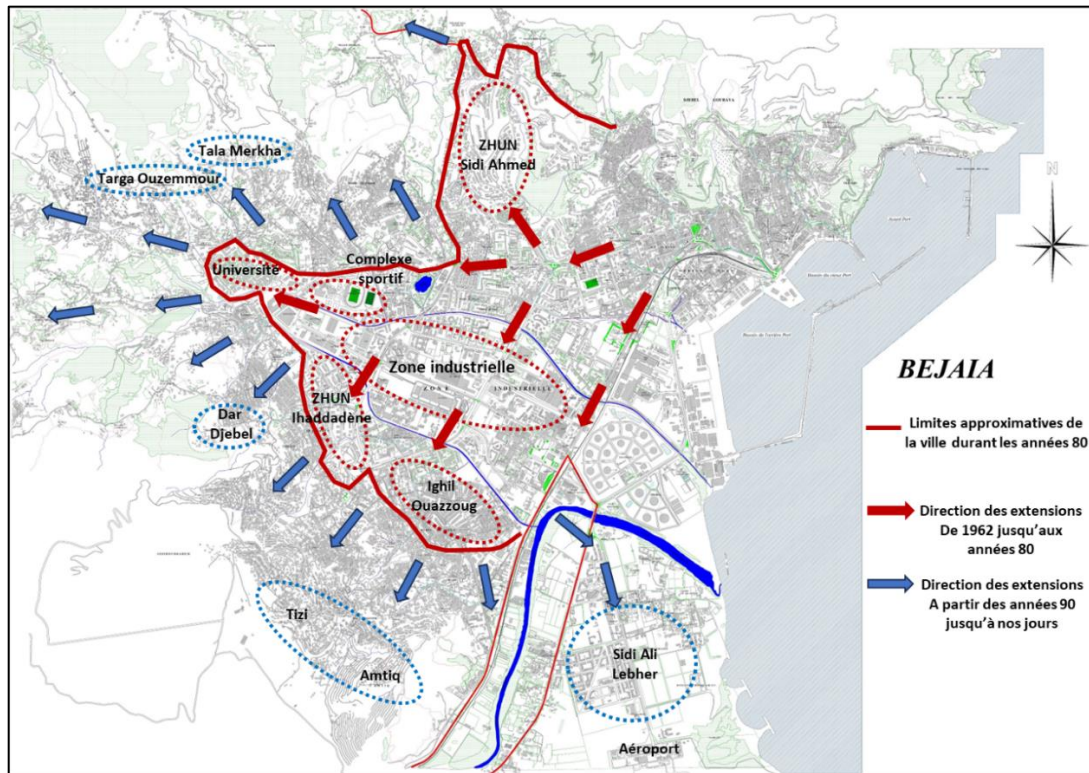 ZHUN
Sidi Ahmed
Tala Merkha
Targa Ouzemmour
Complexe
sportif
Université
Zone industrielle
ZONE INDUSTRIELLE
ZHUN
Ihaddadène
Dar
Djebel
Ighil
Ouazzoug
Tizi
Amtiq
Sidi Ali
Lebher
Aéroport
N
BEJAIA
Limites approximatives de
la ville durant les années 80
Direction des extensions
De 1962 jusqu'aux
années 80
Direction des extensions
A partir des années 90
jusqu'à nos jours